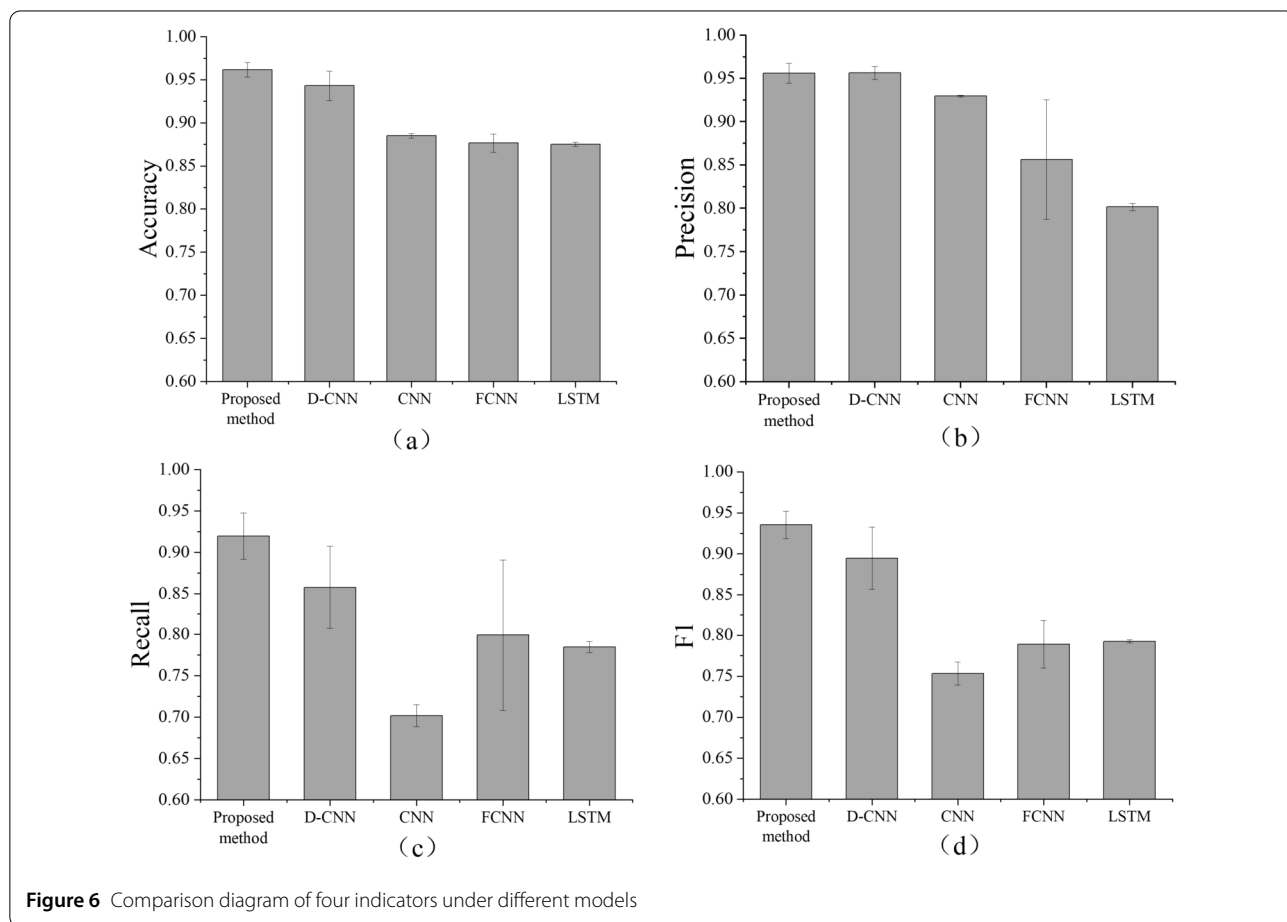 1.00
0.95
0.90
0.85
0.80
0.75
0.70
0.65
0.60
Accuracy
Proposed method
D-CNN
CNN
FCNN
LSTM
（a）
1.00
0.95
0.90
0.85
0.80
0.75
0.70
0.65
0.60
Precision
Proposed method
D-CNN
CNN
FCNN
LSTM
（b）
1.00
0.95
0.90
0.85
0.80
0.75
0.70
0.65
0.60
Recall
Proposed method
D-CNN
CNN
FCNN
LSTM
（c）
1.00
0.95
0.90
0.85
0.80
0.75
0.70
0.65
0.60
F1
Proposed method
D-CNN
CNN
FCNN
LSTM
（d）
Figure 6 Comparison diagram of four indicators under different models